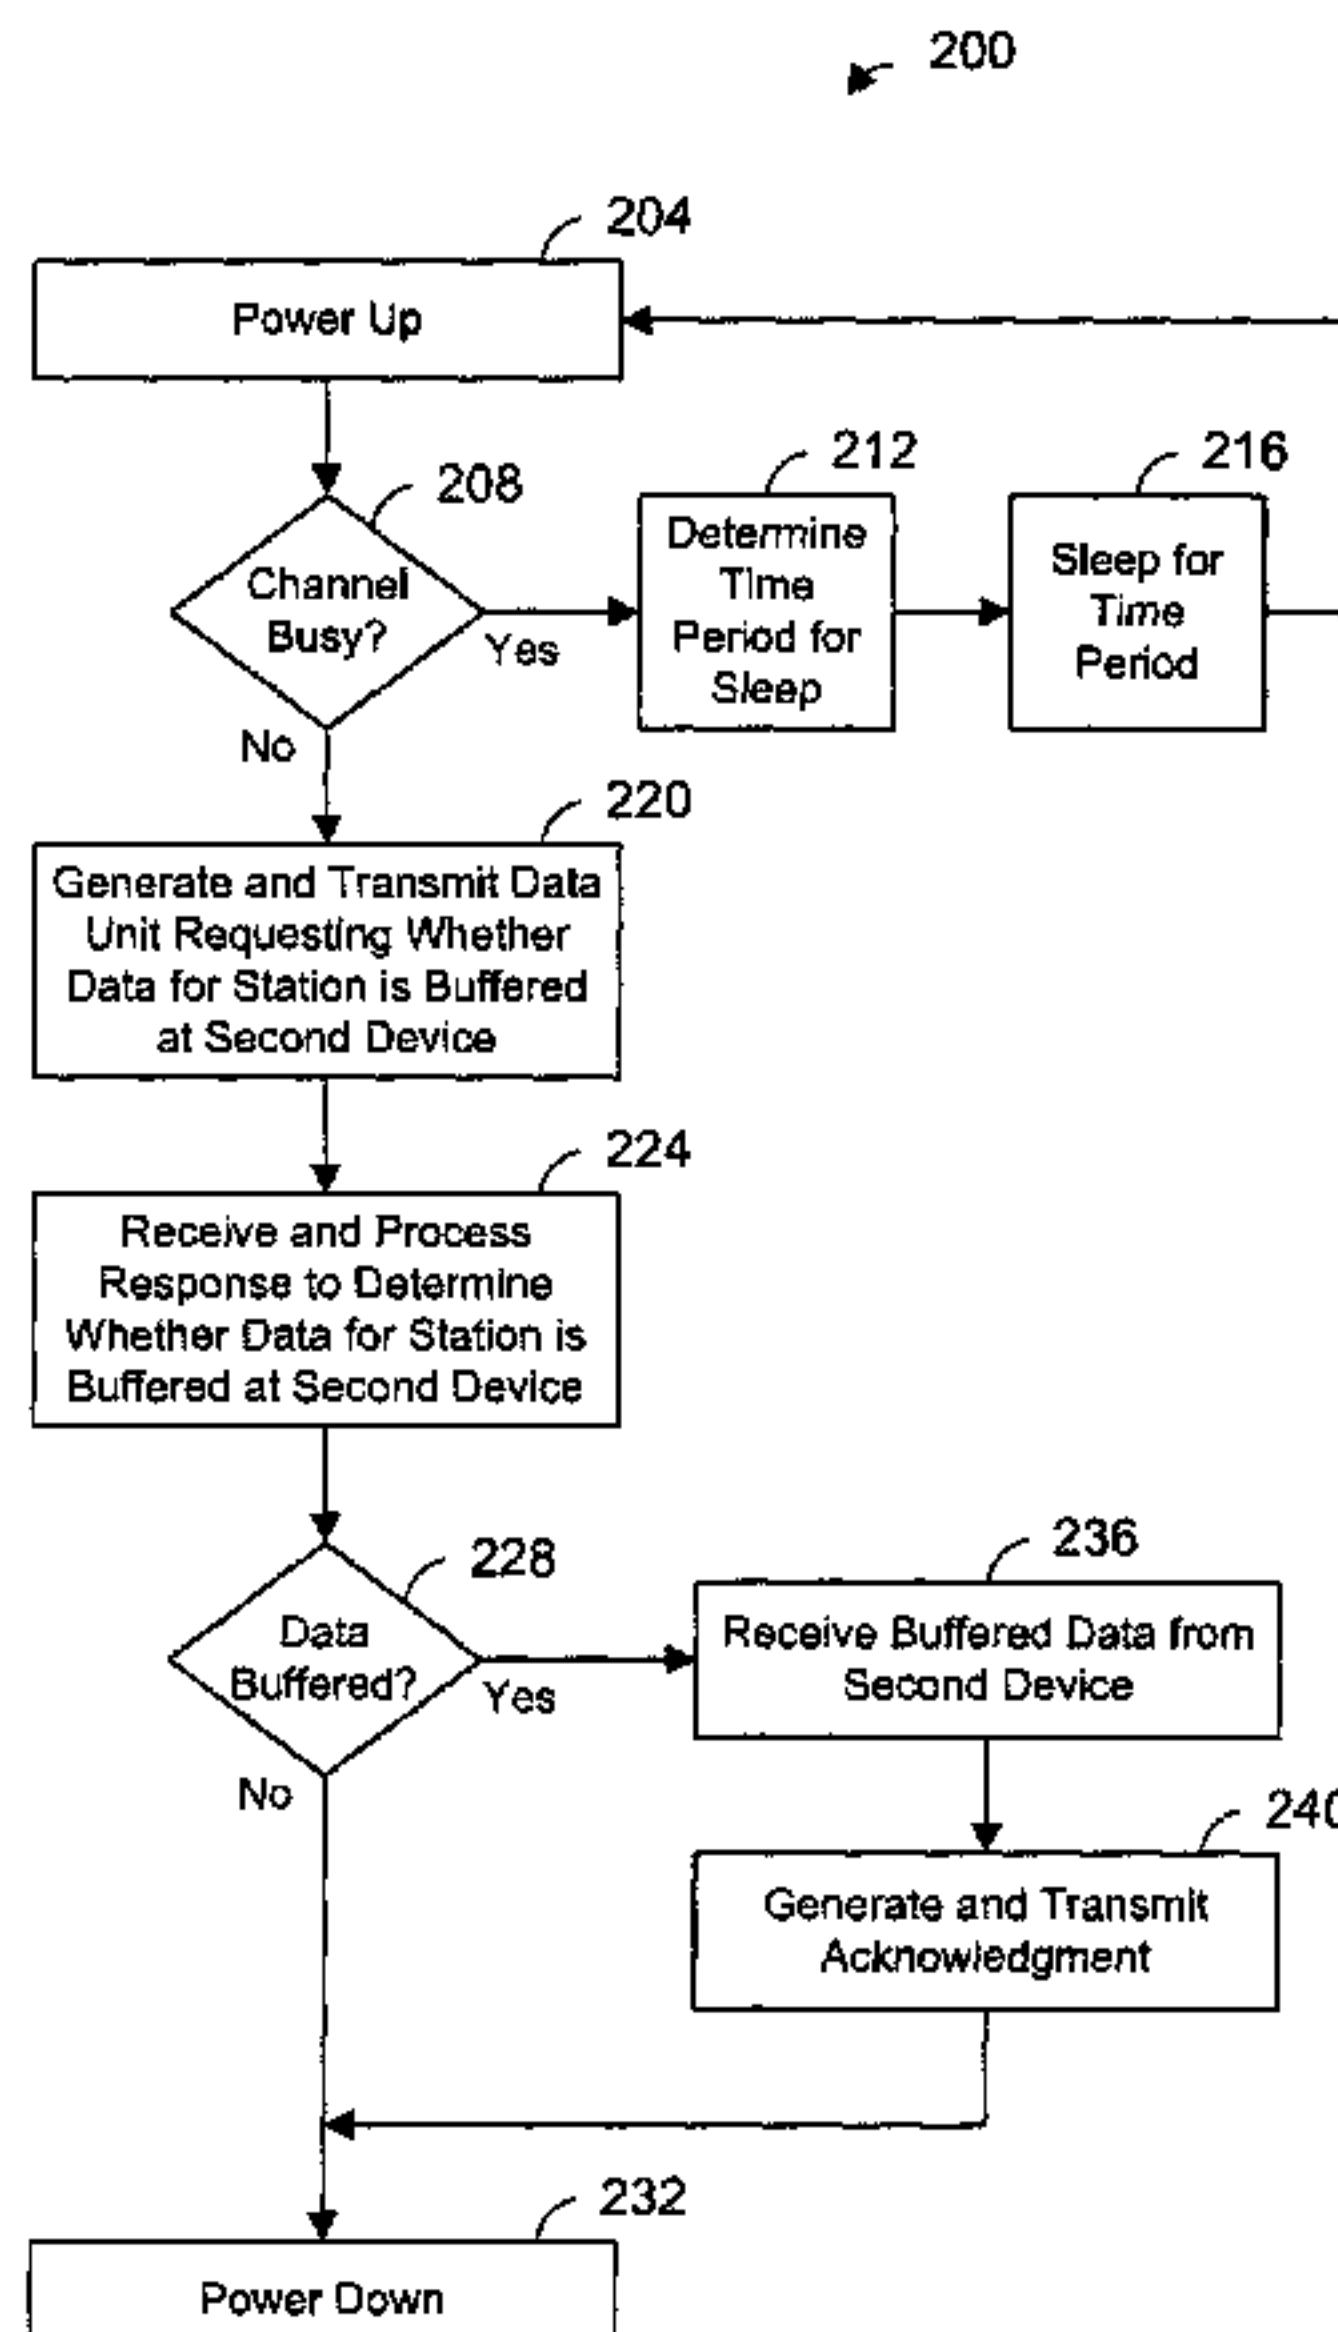 200
204
Power Up
208
Channel
Busy?
Yes
No
212
Determine
Time
Period for
Sleep
216
Sleep for
Time
Period
220
Generate and Transmit Data
Unit Requesting Whether
Data for Station is Buffered
at Second Device
224
Receive and Process
Response to Determine
Whether Data for Station is
Buffered at Second Device
228
Data
Buffered?
Yes
No
236
Receive Buffered Data from
Second Device
240
Generate and Transmit
Acknowledgment
232
Power Down